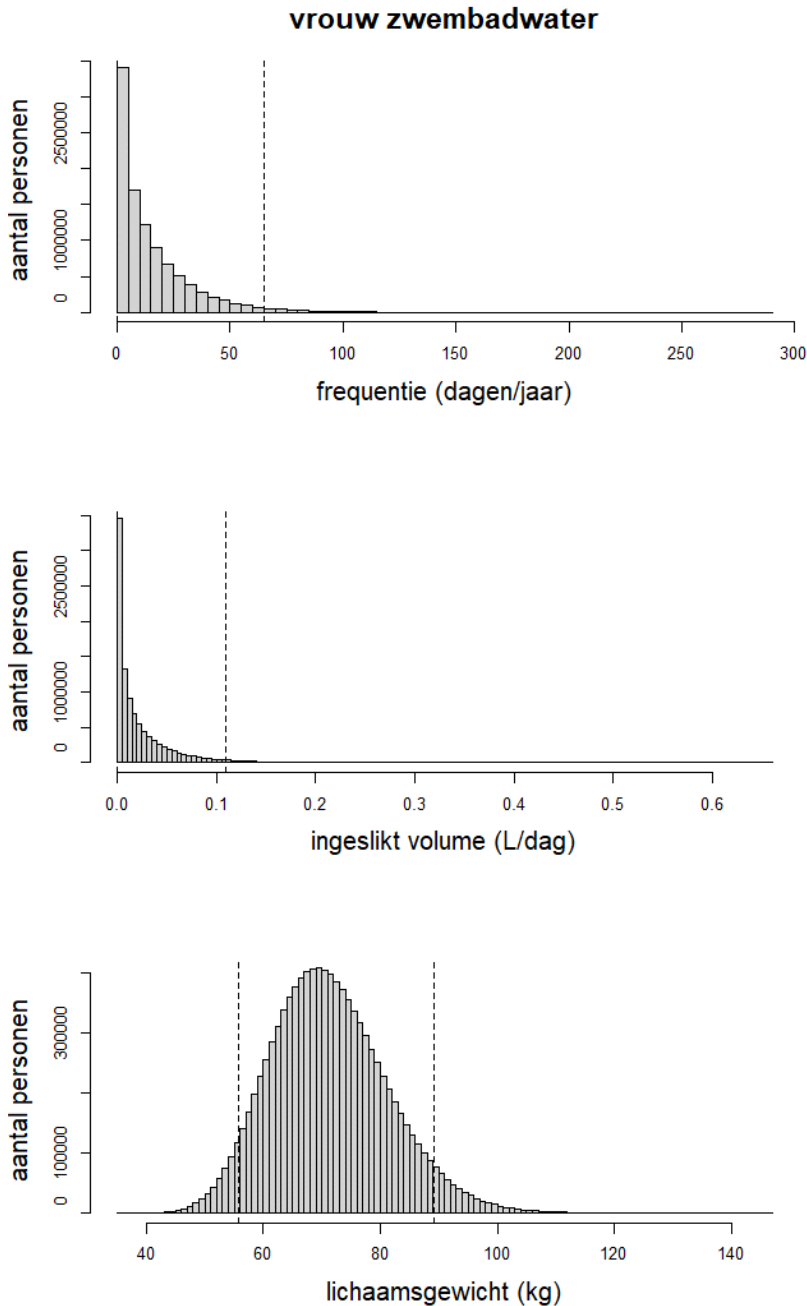 vrouw zwembadwater
aantal personen
0 1000000 2500000
0 50 100 150 200 250 300
frequentie (dagen/jaar)
aantal personen
0 1000000 2500000
0.0 0.1 0.2 0.3 0.4 0.5 0.6
ingeslikt volume (L/dag)
aantal personen
0 100000 300000
40 60 80 100 120 140
lichaamsgewicht (kg)